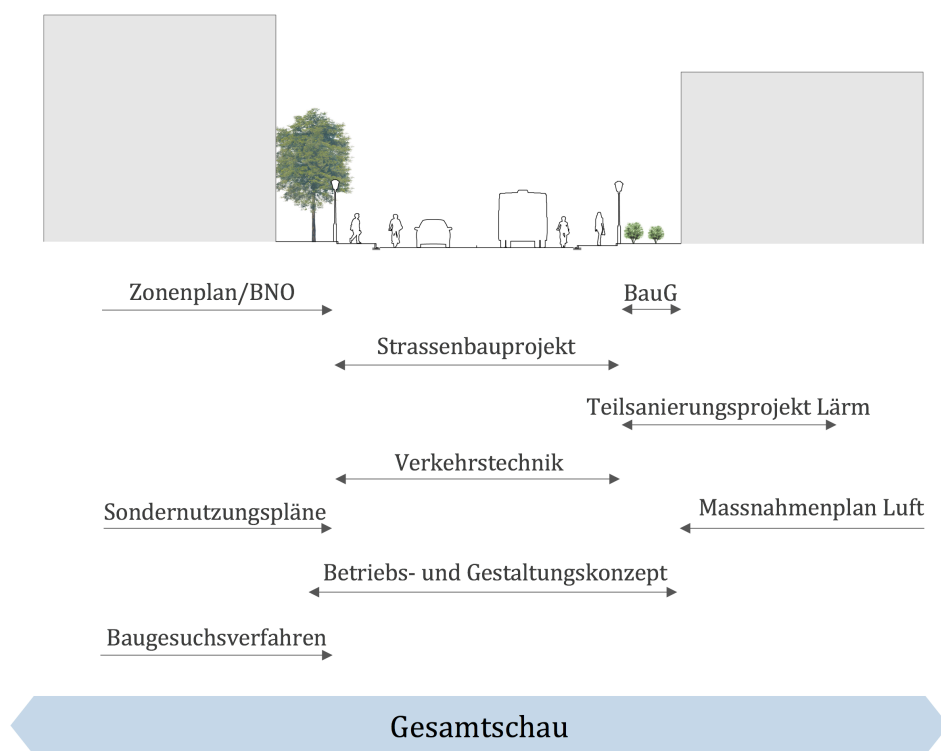 Zonenplan/BNO
BauG
Strassenbauprojekt
Teilsanierungsprojekt Lärm
Verkehrstechnik
Sondernutzungspläne
Massnahmenplan Luft
Betriebs- und Gestaltungskonzept
Baugesuchsverfahren
Gesamtschau